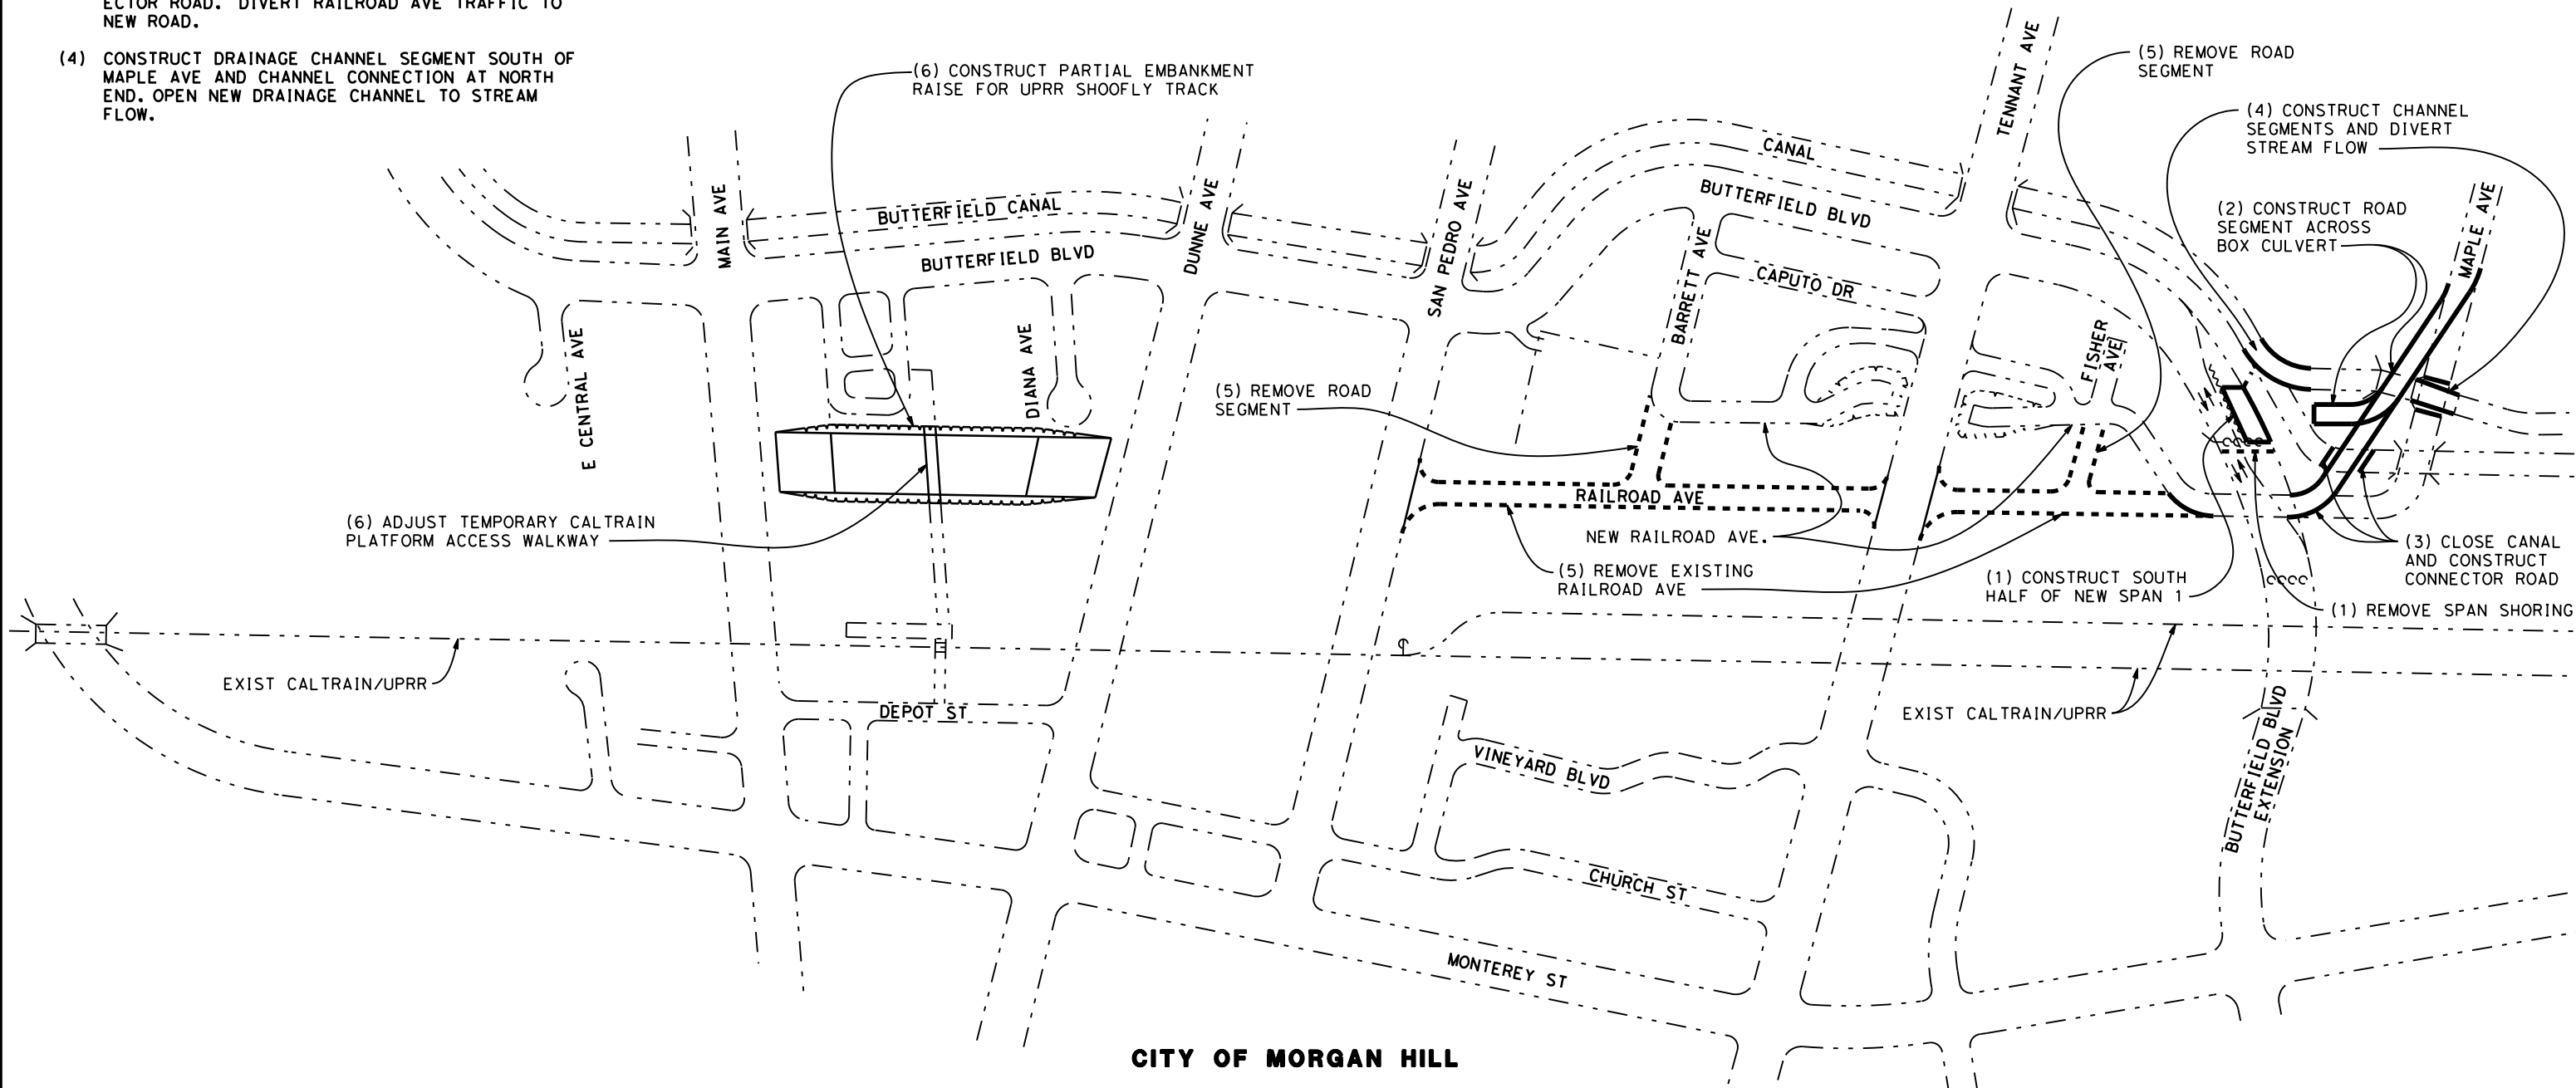 ECTOR ROAD. DIVERT RAILROAD AVE TRAFFIC TO
NEW ROAD.
(4) CONSTRUCT DRAINAGE CHANNEL SEGMENT SOUTH OF
MAPLE AVE AND CHANNEL CONNECTION AT NORTH
END. OPEN NEW DRAINAGE CHANNEL TO STREAM
FLOW.
(6) CONSTRUCT PARTIAL EMBANKMENT
RAISE FOR UPRR SHOOFLY TRACK
(5) REMOVE ROAD
SEGMENT
(4) CONSTRUCT CHANNEL
SEGMENTS AND DIVERT
STREAM FLOW
(2) CONSTRUCT ROAD
SEGMENT ACROSS
BOX CULVERT
TENNANT AVE
MAPLE AVE
CANAL
BUTTERFIELD BLVD
MAIN AVE
BUTTERFIELD CANAL
BUTTERFIELD BLVD
DUNNE AVE
SAN PEDRO AVE
BARRETT AVE
CAPUTO DR
FISHER
AVE
E CENTRAL AVE
DIANA AVE
(5) REMOVE ROAD
SEGMENT
RAILROAD AVE
NEW RAILROAD AVE.
(6) ADJUST TEMPORARY CALTRAIN
PLATFORM ACCESS WALKWAY
(5) REMOVE EXISTING
RAILROAD AVE
(1) CONSTRUCT SOUTH
HALF OF NEW SPAN 1
(3) CLOSE CANAL
AND CONSTRUCT
CONNECTOR ROAD
(1) REMOVE SPAN SHORING
EXIST CALTRAIN/UPRR
EXIST CALTRAIN/UPRR
DEPOT ST
VINEYARD BLVD
BUTTERFIELD BLVD
EXTENSION
CHURCH ST
MONTEREY ST
CITY OF MORGAN HILL